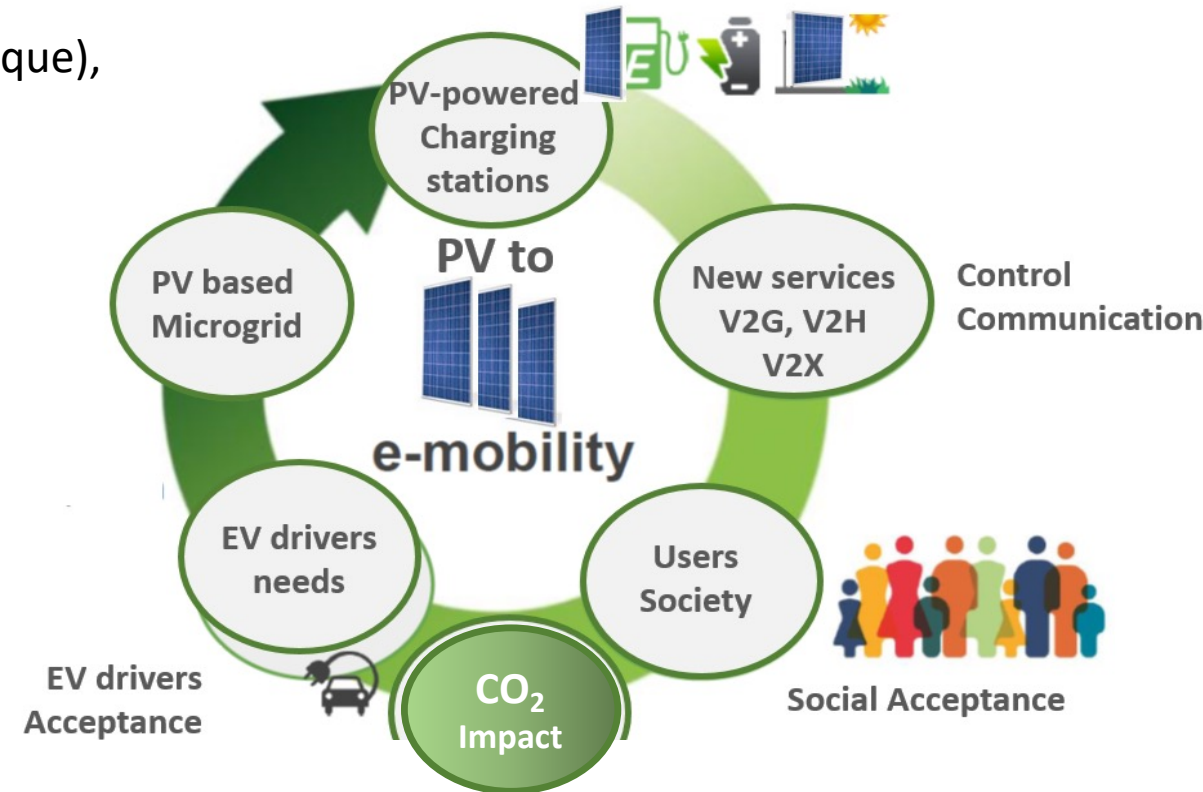 que),
PV-powered
Charging
stations
PV to
e-mobility
PV based
Microgrid
New services
V2G, V2H
V2X
Control
Communication
EV drivers
needs
Users
Society
EV drivers
Acceptance
CO₂
Impact
Social Acceptance